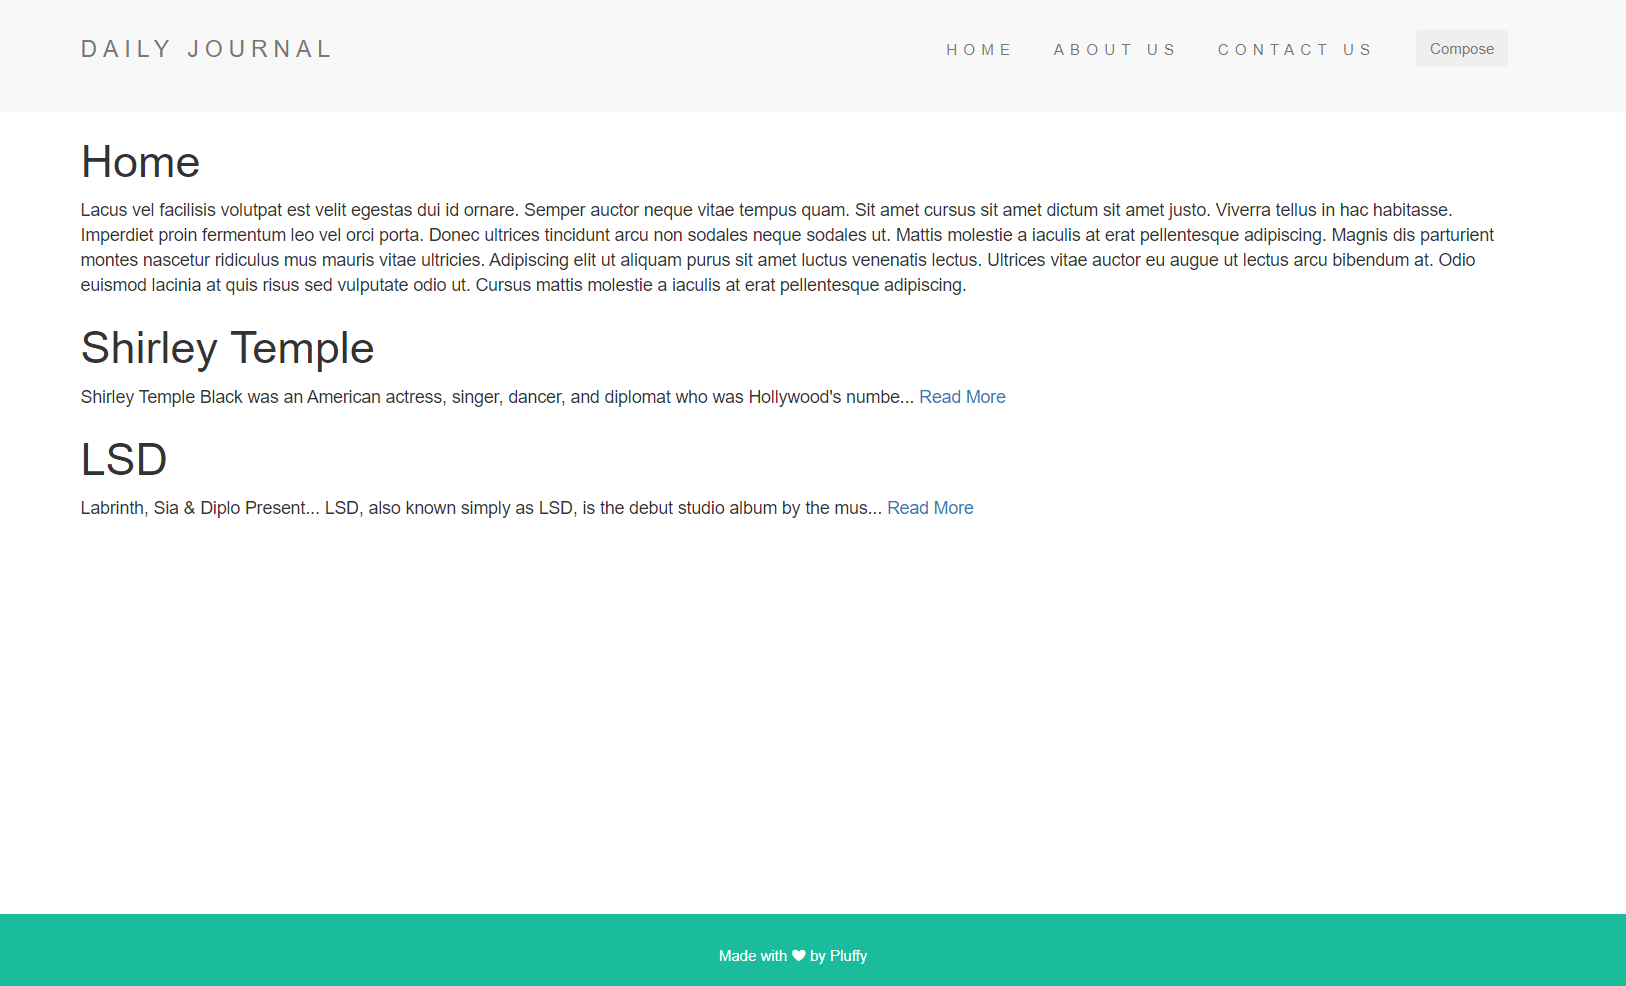 DAILY JOURNAL
HOME ABOUT US CONTACT US Compose
Home
Lacus vel facilisis volutpat est velit egestas dui id ornare. Semper auctor neque vitae tempus quam. Sit amet cursus sit amet dictum sit amet justo. Viverra tellus in hac habitasse.
Imperdiet proin fermentum leo vel orci porta. Donec ultrices tincidunt arcu non sodales neque sodales ut. Mattis molestie a iaculis at erat pellentesque adipiscing. Magnis dis parturient
montes nascetur ridiculus mus mauris vitae ultricies. Adipiscing elit ut aliquam purus sit amet luctus venenatis lectus. Ultrices vitae auctor eu augue ut lectus arcu bibendum at. Odio
euismod lacinia at quis risus sed vulputate odio ut. Cursus mattis molestie a iaculis at erat pellentesque adipiscing.
Shirley Temple
Shirley Temple Black was an American actress, singer, dancer, and diplomat who was Hollywood's numbe... Read More
LSD
Labrinth, Sia & Diplo Present... LSD, also known simply as LSD, is the debut studio album by the mus... Read More
Made with ♥ by Pluffy